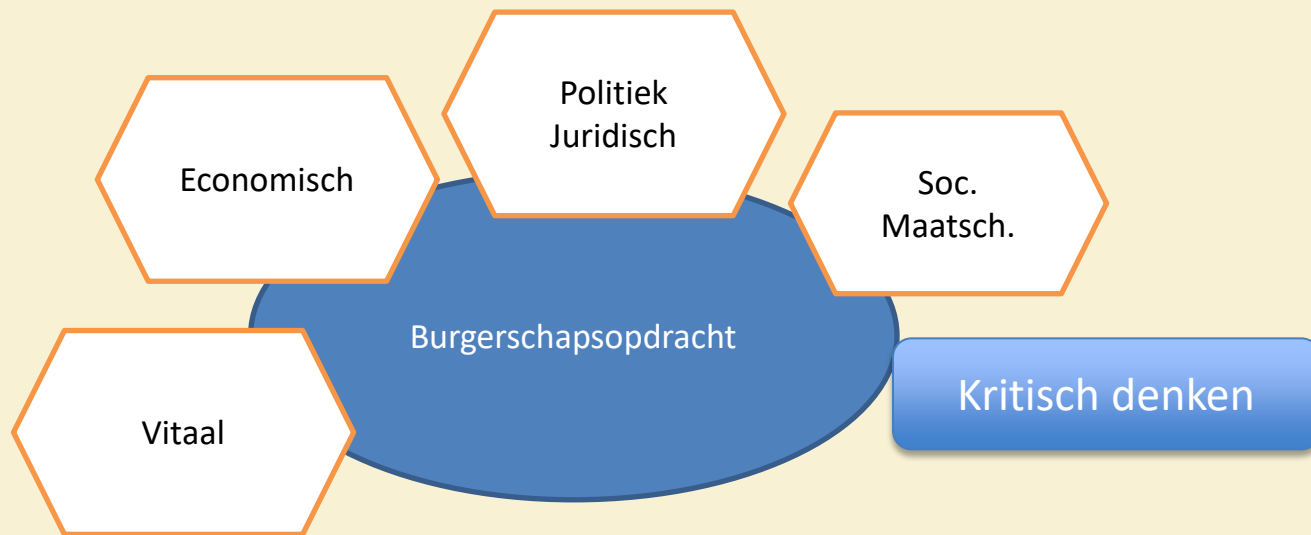 Politiek
Juridisch
Economisch
Soc.
Maatsch.
Burgerschapsopdracht
Kritisch denken
Vitaal